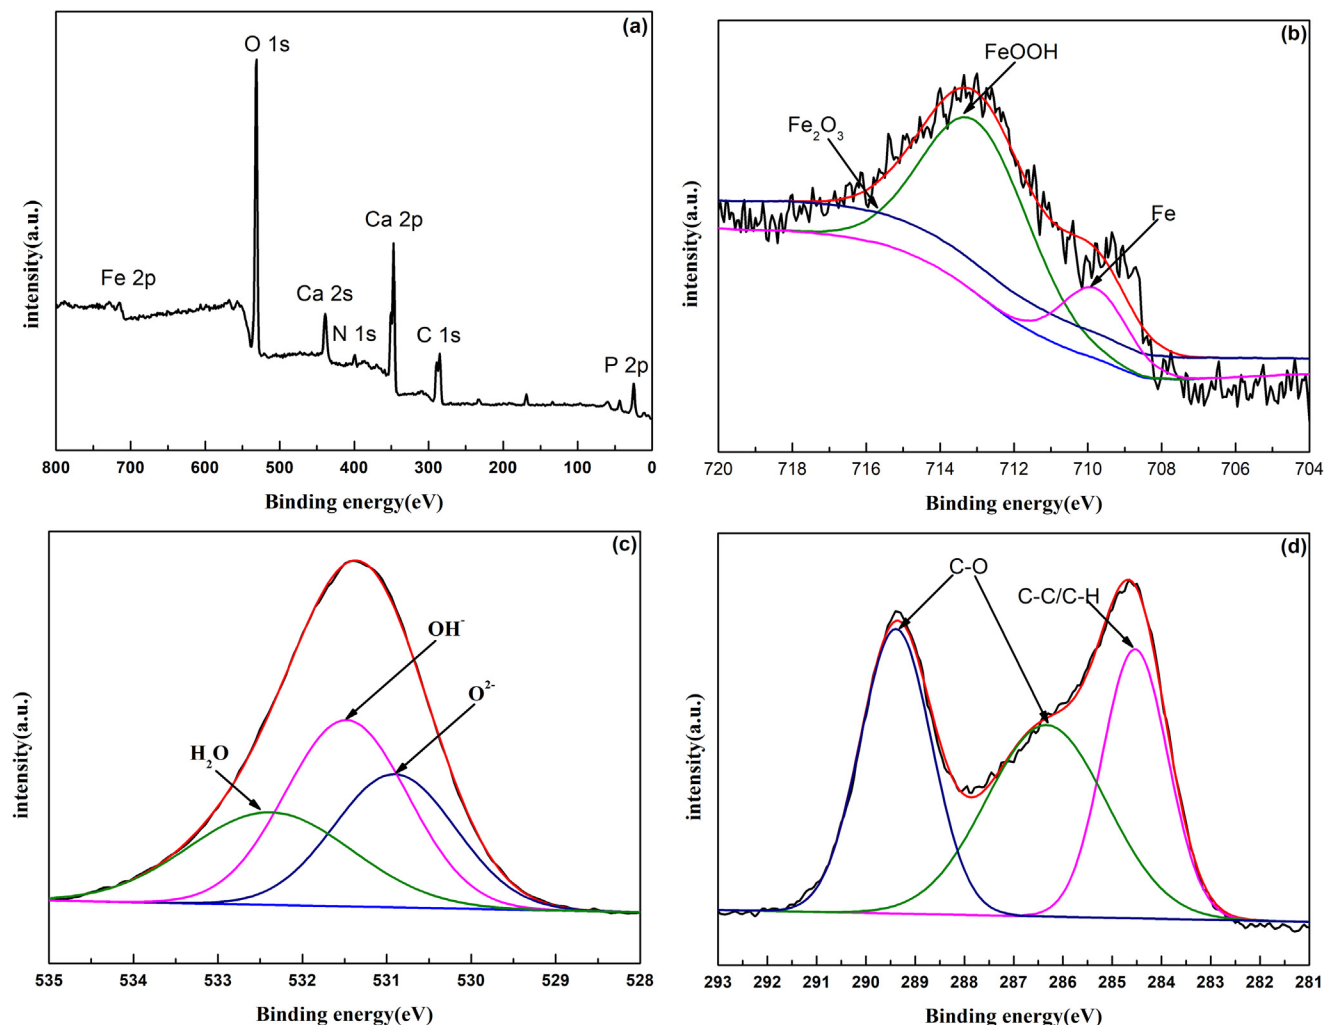 (a)
O 1s
Ca 2p
Fe 2p
Ca 2s
N 1s
C 1s
P 2p
intensity(a.u.)
800 700 600 500 400 300 200 100 0
Binding energy(eV)
(b)
FeOOH
Fe2O3
Fe
intensity(a.u.)
720 718 716 714 712 710 708 706 704
Binding energy(eV)
(c)
OH-
O2-
H2O
intensity(a.u.)
535 534 533 532 531 530 529 528
Binding energy(eV)
(d)
C-O
C-C/C-H
intensity(a.u.)
293 292 291 290 289 288 287 286 285 284 283 282 281
Binding energy(eV)